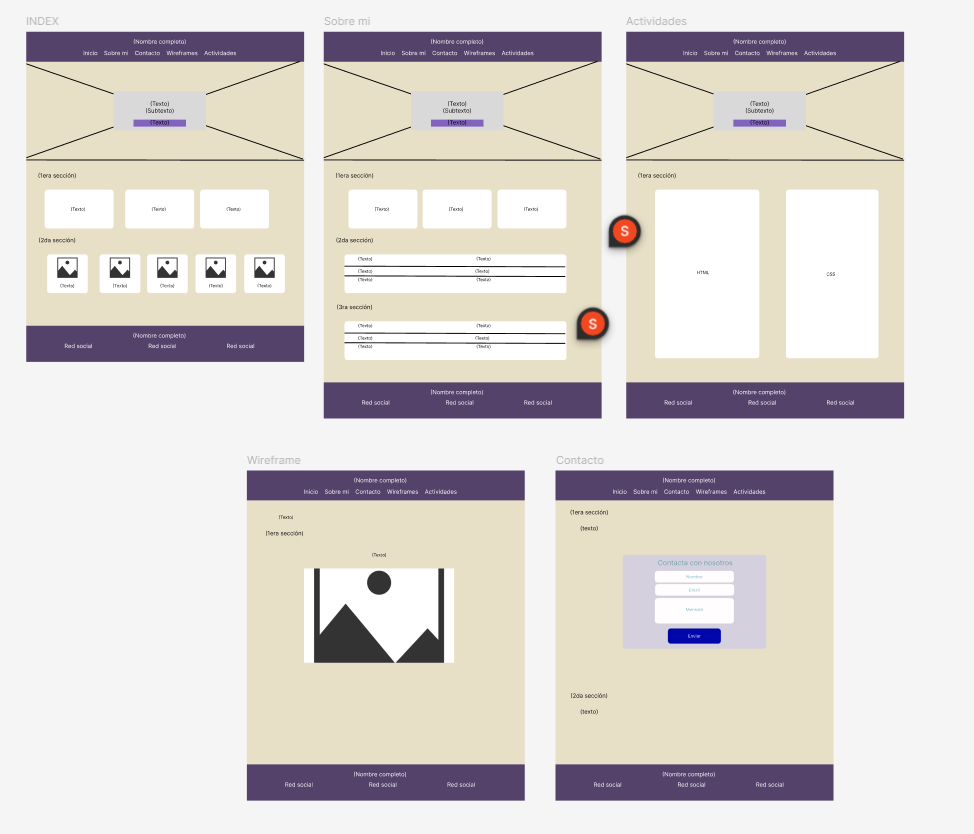 INDEX
(Nombre completo)
Inicio Sobre mi Contacto Wireframes Actividades
(Texto)
(Subtexto)
(Texto)
(1era sección)
(Texto) (Texto) (Texto)
(2da sección)
(Texto) (Texto) (Texto) (Texto) (Texto)
(Nombre completo)
Red social Red social Red social
Sobre mi
(Nombre completo)
Inicio Sobre mi Contacto Wireframes Actividades
(Texto)
(Subtexto)
(Texto)
(1era sección)
(Texto) (Texto) (Texto)
(2da sección)
(Texto) (Texto)
(Texto) (Texto)
(Texto) (Texto)
(3ra sección)
(Texto) (Texto)
(Texto) (Texto)
(Texto) (Texto)
(Nombre completo)
Red social Red social Red social
S
S
Actividades
(Nombre completo)
Inicio Sobre mi Contacto Wireframes Actividades
(Texto)
(Subtexto)
(Texto)
(1era sección)
HTML CSS
(Nombre completo)
Red social Red social Red social
Wireframe
(Nombre completo)
Inicio Sobre mi Contacto Wireframes Actividades
(Texto)
(1era sección)
(Texto)
(Nombre completo)
Red social Red social Red social
Contacto
(Nombre completo)
Inicio Sobre mi Contacto Wireframes Actividades
(1era sección)
(texto)
Contacta con nosotros
Nombre
Email
Mensaje
Enviar
(2da sección)
(texto)
(Nombre completo)
Red social Red social Red social